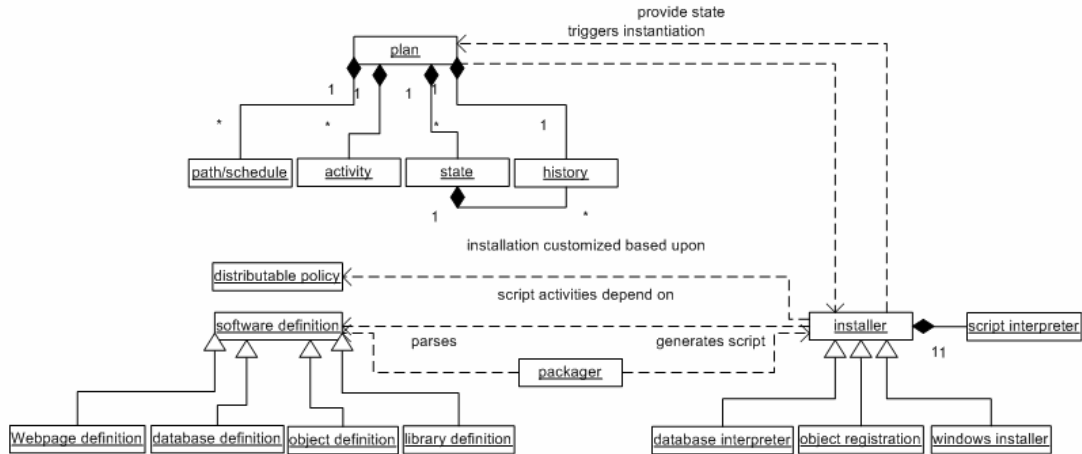 provide state
triggers instantiation
plan
1
1
1
1
*
*
*
1
path/schedule
activity
state
history
1
*
installation customized based upon
distributable policy
script activities depend on
software definition
installer
script interpreter
parses
generates script
11
packager
Webpage definition
database definition
object definition
library definition
database interpreter
object registration
windows installer